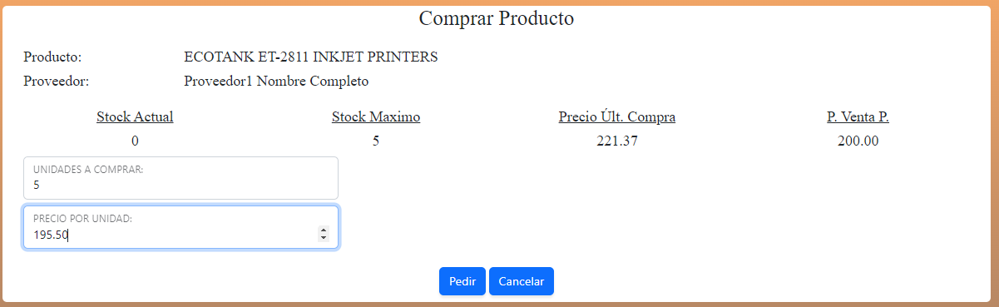 Comprar Producto
Producto: ECOTANK ET-2811 INKJET PRINTERS
Proveedor: Proveedor1 Nombre Completo
Stock Actual Stock Maximo Precio Últ. Compra P. Venta P.
0 5 221.37 200.00
UNIDADES A COMPRAR:
5
PRECIO POR UNIDAD:
195.50
Pedir Cancelar